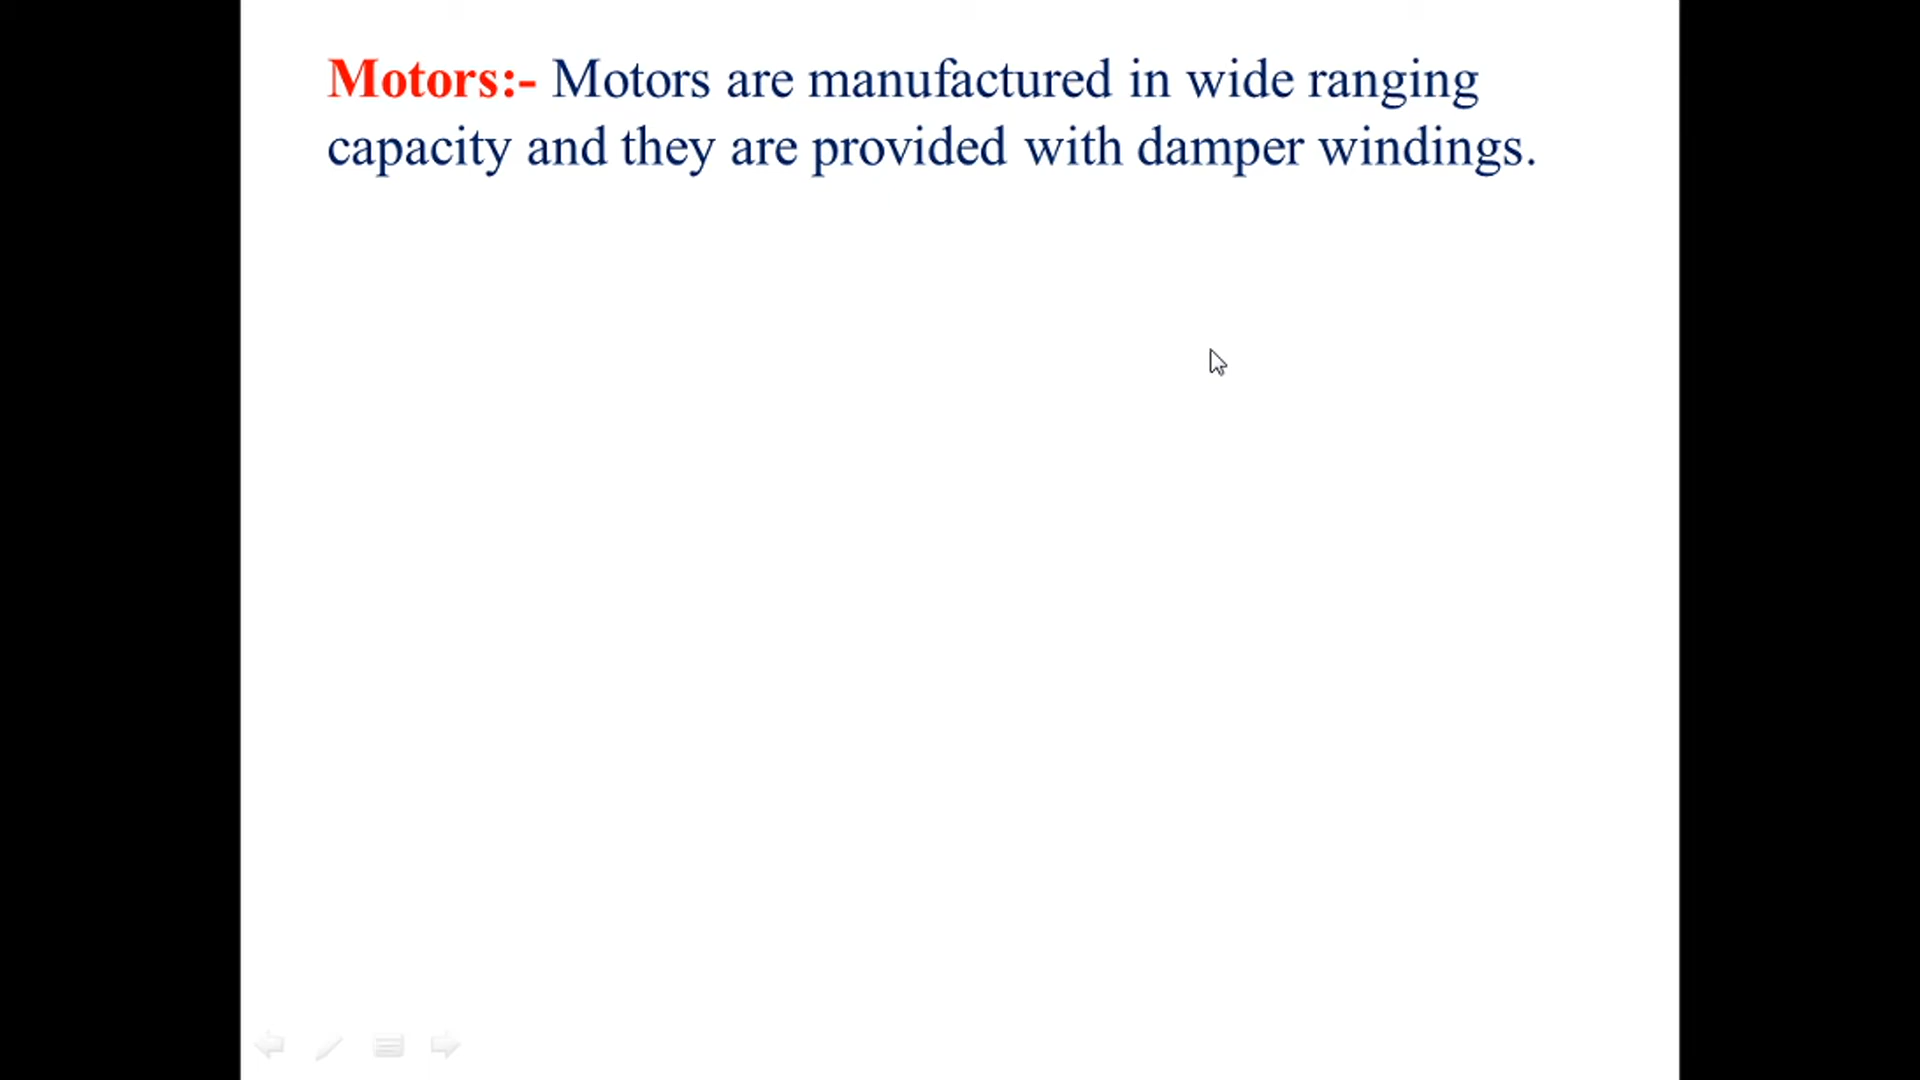 Motors:- Motors are manufactured in wide ranging
capacity and they are provided with damper windings.